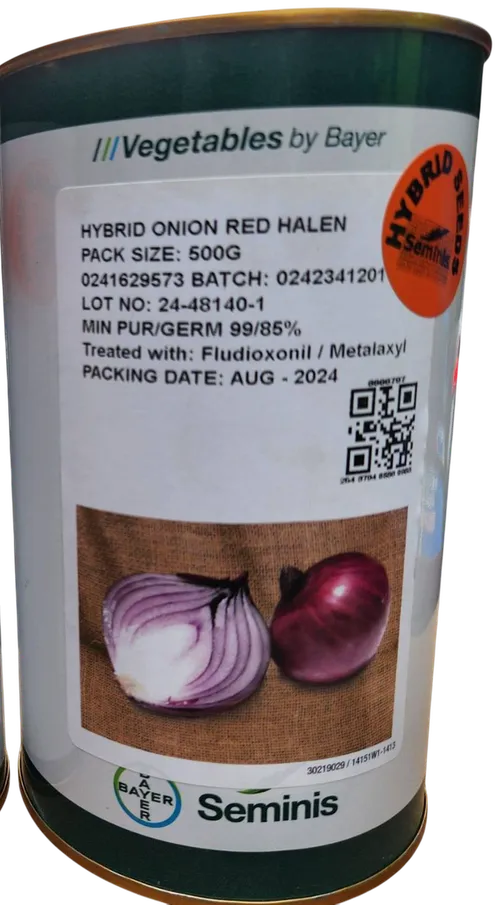 ///Vegetables by Bayer
HYBRID SEEDS
Seminis
HYBRID ONION RED HALEN
PACK SIZE: 500G
0241629573 BATCH: 0242341201
LOT NO: 24-48140-1
MIN PUR/GERM 99/85%
Treated with: Fludioxonil / Metalaxyl
PACKING DATE: AUG - 2024
0000707
30219029 / 14151W1-1413
BAYER
BAYER
Seminis